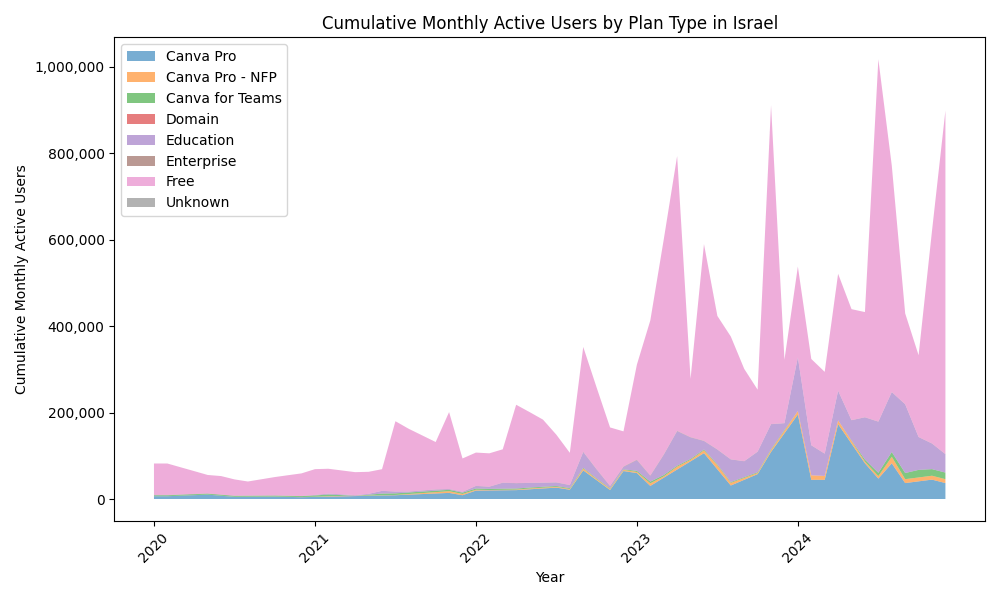 Cumulative Monthly Active Users by Plan Type in Israel
Canva Pro
Canva Pro - NFP
Canva for Teams
Domain
Education
Enterprise
Free
Unknown
Cumulative Monthly Active Users
1,000,000
800,000
600,000
400,000
200,000
0
2020
2021
2022
2023
2024
Year